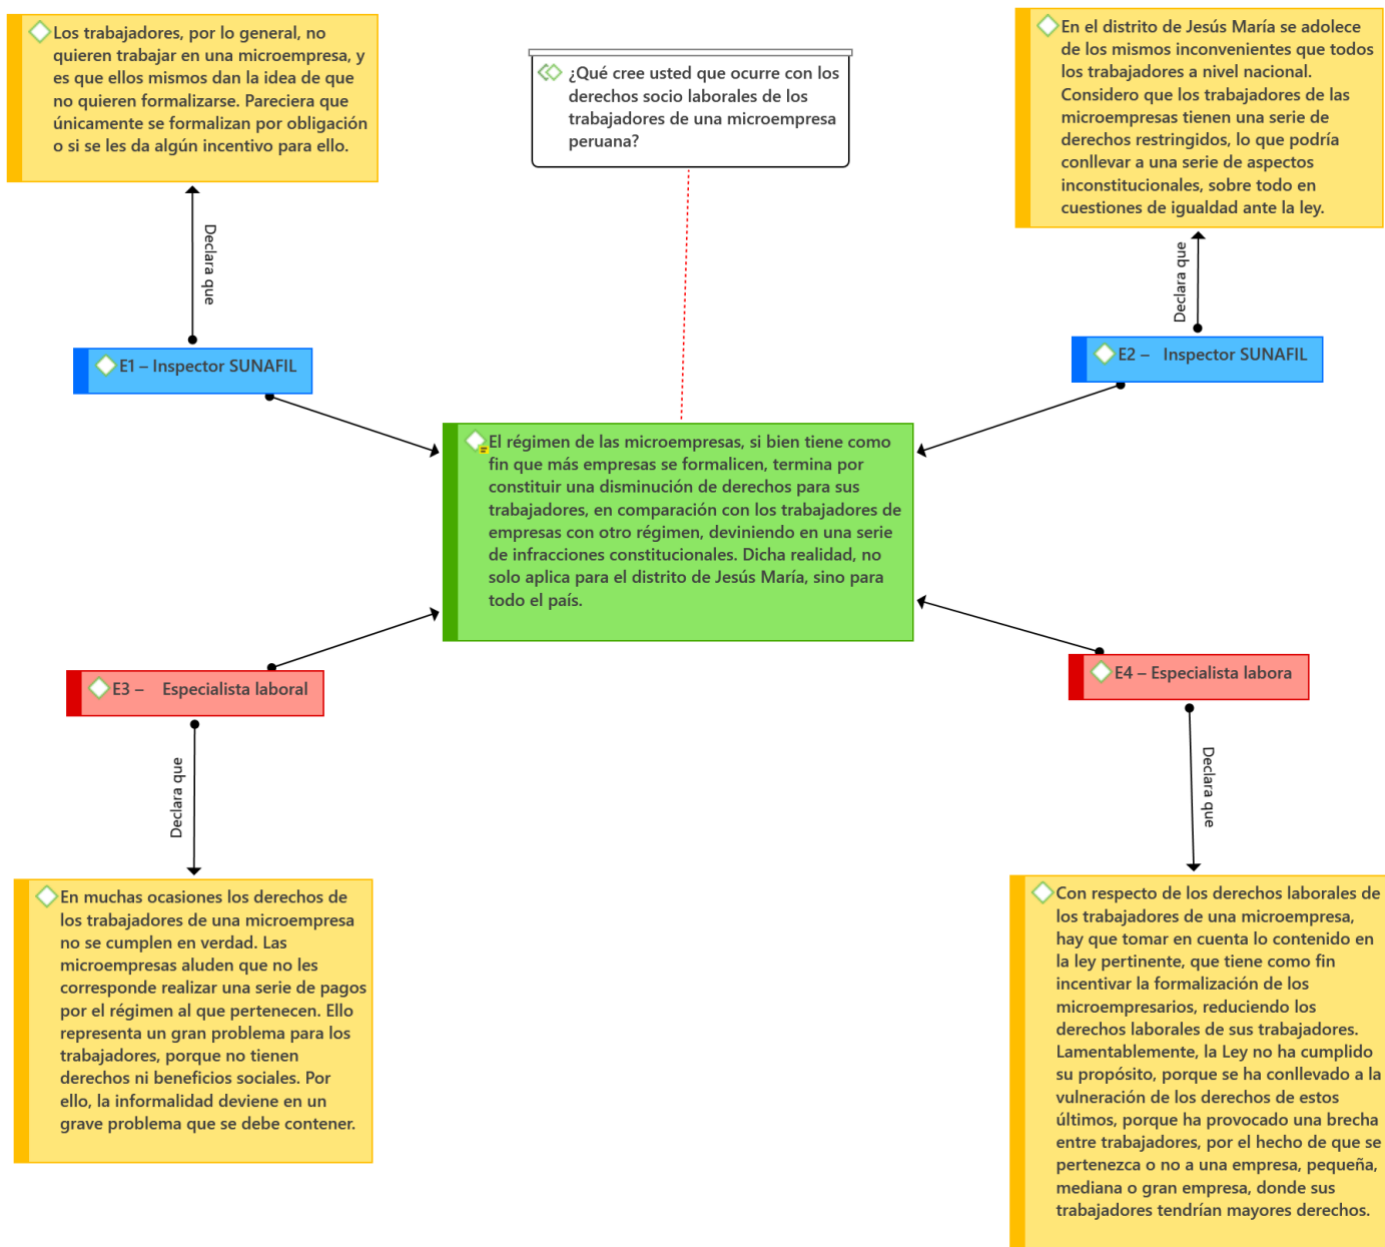 Los trabajadores, por lo general, no
quieren trabajar en una microempresa, y
es que ellos mismos dan la idea de que
no quieren formalizarse. Pareciera que
únicamente se formalizan por obligación
o si se les da algún incentivo para ello.
¿Qué cree usted que ocurre con los
derechos socio laborales de los
trabajadores de una microempresa
peruana?
En el distrito de Jesús María se adolece
de los mismos inconvenientes que todos
los trabajadores a nivel nacional.
Considero que los trabajadores de las
microempresas tienen una serie de
derechos restringidos, lo que podría
conllevar a una serie de aspectos
inconstitucionales, sobre todo en
cuestiones de igualdad ante la ley.
Declara que
Declara que
E1 – Inspector SUNAFIL
E2 – Inspector SUNAFIL
El régimen de las microempresas, si bien tiene como
fin que más empresas se formalicen, termina por
constituir una disminución de derechos para sus
trabajadores, en comparación con los trabajadores de
empresas con otro régimen, deviniendo en una serie
de infracciones constitucionales. Dicha realidad, no
solo aplica para el distrito de Jesús María, sino para
todo el país.
E3 – Especialista laboral
E4 – Especialista labora
Declara que
Declara que
En muchas ocasiones los derechos de
los trabajadores de una microempresa
no se cumplen en verdad. Las
microempresas aluden que no les
corresponde realizar una serie de pagos
por el régimen al que pertenecen. Ello
representa un gran problema para los
trabajadores, porque no tienen
derechos ni beneficios sociales. Por
ello, la informalidad deviene en un
grave problema que se debe contener.
Con respecto de los derechos laborales de
los trabajadores de una microempresa,
hay que tomar en cuenta lo contenido en
la ley pertinente, que tiene como fin
incentivar la formalización de los
microempresarios, reduciendo los
derechos laborales de sus trabajadores.
Lamentablemente, la Ley no ha cumplido
su propósito, porque se ha conllevado a la
vulneración de los derechos de estos
últimos, porque ha provocado una brecha
entre trabajadores, por el hecho de que se
pertenezca o no a una empresa, pequeña,
mediana o gran empresa, donde sus
trabajadores tendrían mayores derechos.